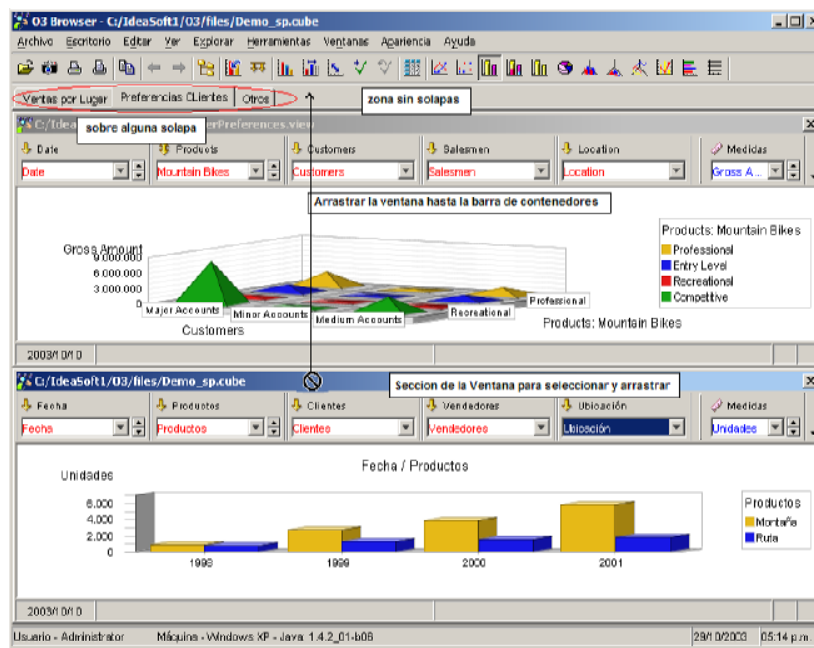 O3 Browser - C:/IdeaSoft1/O3/files/Demo_sp.cube
Archivo Escritorio Editar Ver Explorar Herramientas Ventanas Apariencia Ayuda
Ventas por Lugar Preferencias CLientes Otros
zona sin solapas
sobre alguna solapa
C:/Idea erPreferences.view
Date Products Customers Salesmen Location Medidas
Date Mountain Bikes Customers Salesmen Location Gross A...
Arrastrar la ventana hasta la barra de contenedores
Gross Amount
9 000 000
6 000 000
3 000 000
0
Major Accounts Minor Accounts Medium Accounts Recreational Professional
Customers
Products: Mountain Bikes
Products: Mountain Bikes
Professional
Entry Level
Recreational
Competitive
2003/10/10
C:/IdeaSoft1/O3/files/Demo_sp.cube
Seccion de la Ventana para seleccionar y arrastrar
Fecha Productos Clientes Vendedores Ubicación Medidas
Fecha Productos Clientes Vendedores Ubicación Unidades
Fecha / Productos
Unidades
6.000
4.000
2.000
0
1998 1999 2000 2001
Productos
Montaña
Ruta
2003/10/10
Usuario - Administrator Máquina - Windows XP - Java: 1.4.2_01-b06 29/10/2003 05:14 p.m.